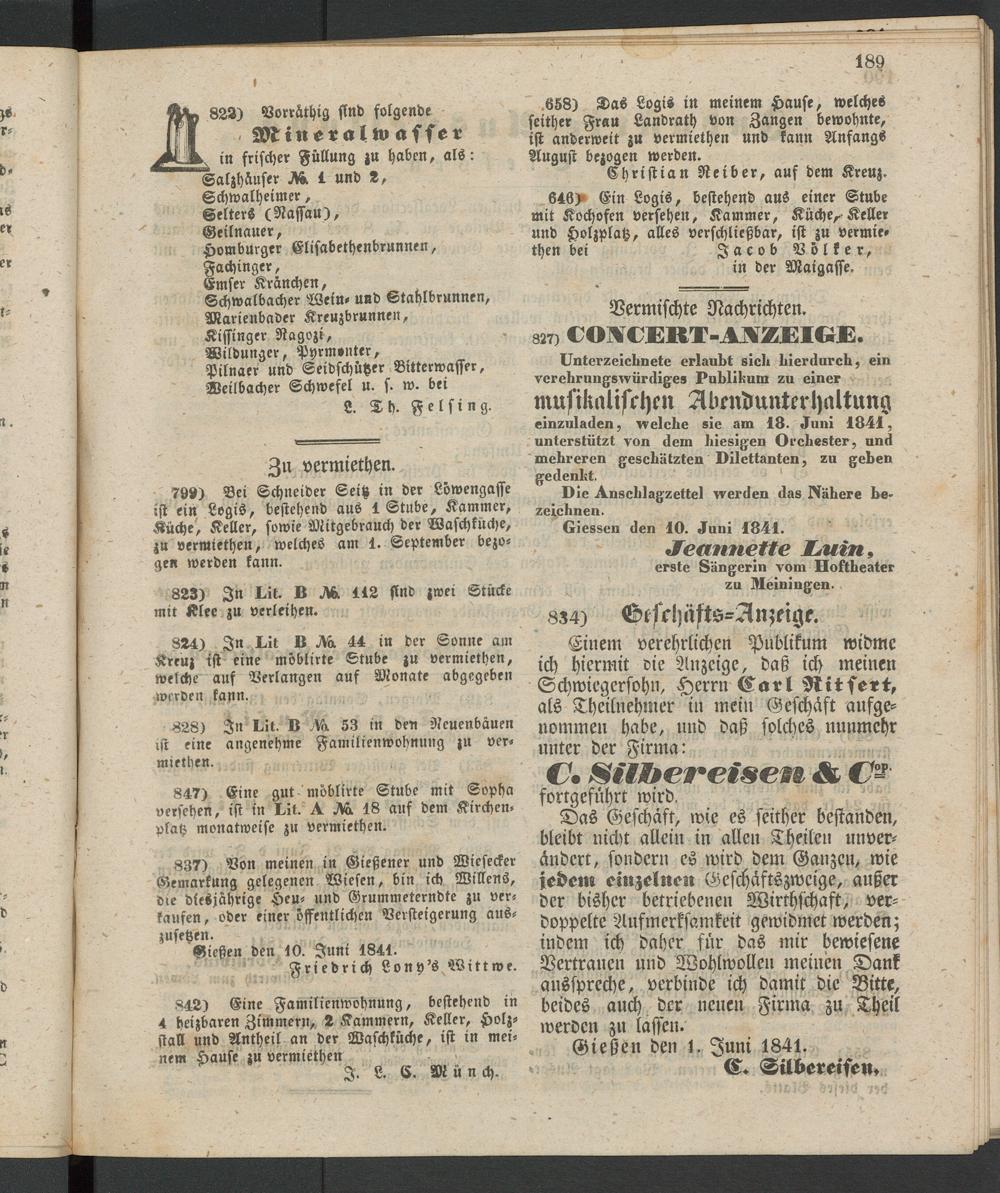 189
822) Vorräthig sind folgende
Mineralwasser
in frischer Füllung zu haben, als:
Salzhäuser No. 1 und 2,
Schwalheimer,
Selters (Nassau),
Geilnauer,
Homburger Elisabethenbrunnen,
Fachinger,
Emser Kränchen,
Schwalbacher Wein- und Stahlbrunnen,
Marienbader Kreuzbrunnen,
Kissinger Ragozi,
Wildunger, Pyrmonter,
Pilnaer und Seidschützer Bitterwasser,
Weilbacher Schwefel u. s. w. bei
L. Th. Felsing.
Zu vermiethen.
799) Bei Schneider Seitz in der Löwengasse
ist ein Logis, bestehend aus 1 Stube, Kammer,
Küche, Keller, sowie Mitgebrauch der Waschküche,
zu vermiethen, welches am 1. September bezo-
gen werden kann.
823) In Lit. B No. 112 sind zwei Stücke
mit Klee zu verleihen.
824) In Lit B No. 44 in der Sonne am
Kreuz ist eine möblirte Stube zu vermiethen,
welche auf Verlangen auf Monate abgegeben
werden kann.
828) In Lit. B No. 53 in den Neuenbäuen
ist eine angenehme Familienwohnung zu ver-
miethen.
847) Eine gut möblirte Stube mit Sopha
versehen, ist in Lit. A No. 18 auf dem Kirchen-
platz monatweise zu vermiethen.
837) Von meinen in Gießener und Wiesecker
Gemarkung gelegenen Wiesen, bin ich Willens,
die diesjährige Heu- und Grummeterndte zu ver-
kaufen, oder einer öffentlichen Versteigerung aus-
zusetzen.
Gießen den 10. Juni 1841.
Friedrich Lony's Wittwe.
842) Eine Familienwohnung, bestehend in
4 heizbaren Zimmern, 2 Kammern, Keller, Holz-
stall und Antheil an der Waschküche, ist in mei-
nem Hause zu vermiethen
J. L. C. Münch.
658) Das Logis in meinem Hause, welches
seither Frau Landrath von Zangen bewohnte,
ist anderweit zu vermiethen und kann Anfangs
August bezogen werden.
Christian Reiber, auf dem Kreuz.
646) Ein Logis, bestehend aus einer Stube
mit Kochofen versehen, Kammer, Küche, Keller
und Holzplatz, alles verschließbar, ist zu vermie-
then bei Jacob Völker,
in der Maigasse.
Vermischte Nachrichten.
827) CONCERT-ANZEIGE.
Unterzeichnete erlaubt sich hierdurch, ein
verehrungswürdiges Publikum zu einer
musikalischen Abendunterhaltung
einzuladen, welche sie am 18. Juni 1841,
unterstützt von dem hiesigen Orchester, und
mehreren geschätzten Dilettanten, zu geben
gedenkt.
Die Anschlagzettel werden das Nähere be-
zeichnen.
Giessen den 10. Juni 1841.
Jeannette Luin,
erste Sängerin vom Hoftheater
zu Meiningen.
834) Geschäfts-Anzeige.
Einem verehrlichen Publikum widme
ich hiermit die Anzeige, daß ich meinen
Schwiegersohn, Herrn Carl Ritsert,
als Theilnehmer in mein Geschäft aufge-
nommen habe, und daß solches nunmehr
unter der Firma:
C. Silbereisen & Cop.
fortgeführt wird.
Das Geschäft, wie es seither bestanden,
bleibt nicht allein in allen Theilen unver-
ändert, sondern es wird dem Ganzen, wie
jedem einzelnen Geschäftszweige, außer
der bisher betriebenen Wirthschaft, ver-
doppelte Aufmerksamkeit gewidmet werden;
indem ich daher für das mir bewiesene
Vertrauen und Wohlwollen meinen Dank
ausspreche, verbinde ich damit die Bitte,
beides auch der neuen Firma zu Theil
werden zu lassen.
Gießen den 1. Juni 1841.
C. Silbereisen.